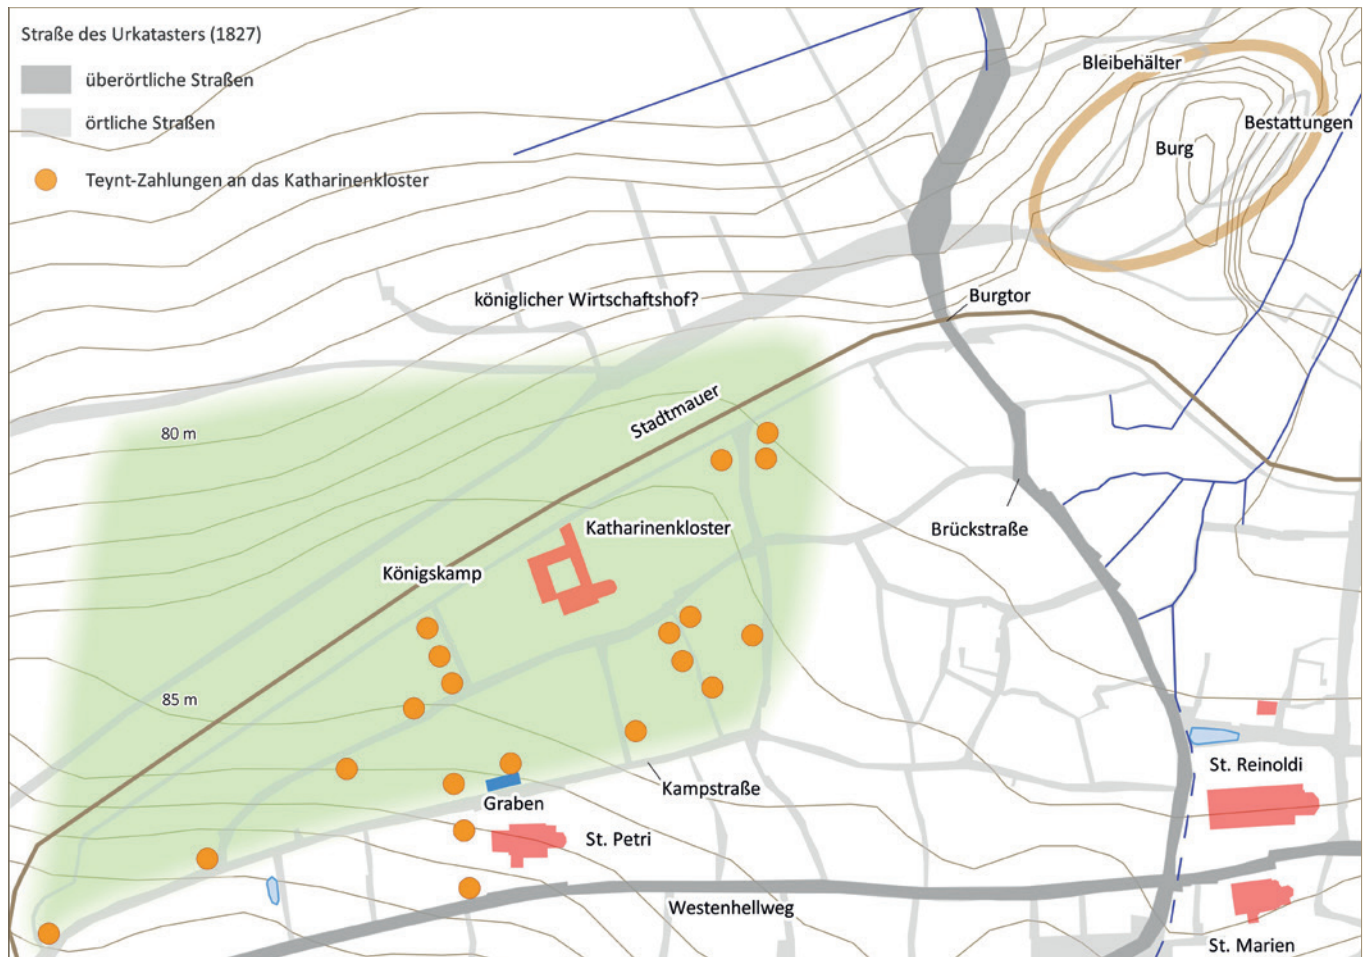 Straße des Urkatasters (1827)
überörtliche Straßen
örtliche Straßen
Teynt-Zahlungen an das Katharinenkloster
Bleibehälter
Bestattungen
Burg
königlicher Wirtschaftshof?
Burgtor
Stadtmauer
80 m
Katharinenkloster
Brückstraße
Königskamp
85 m
St. Reinoldi
Kampstraße
Graben
St. Petri
Westenhellweg
St. Marien